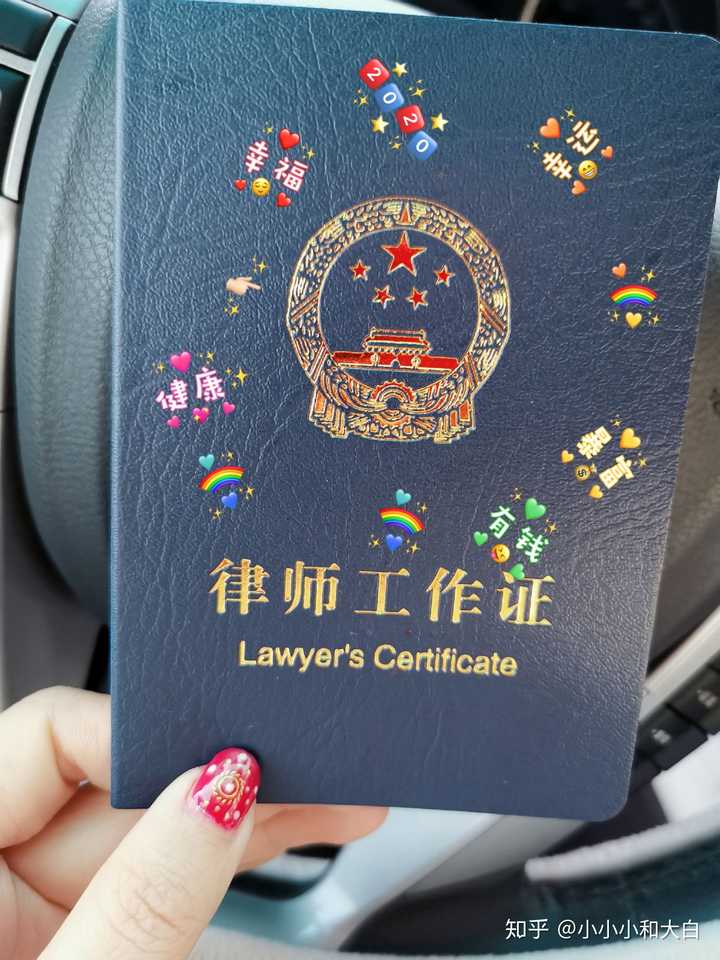 2020
幸福
幸运
健康
暴富
有钱
律师工作证
Lawyer's Certificate
知乎 @小小小和大白